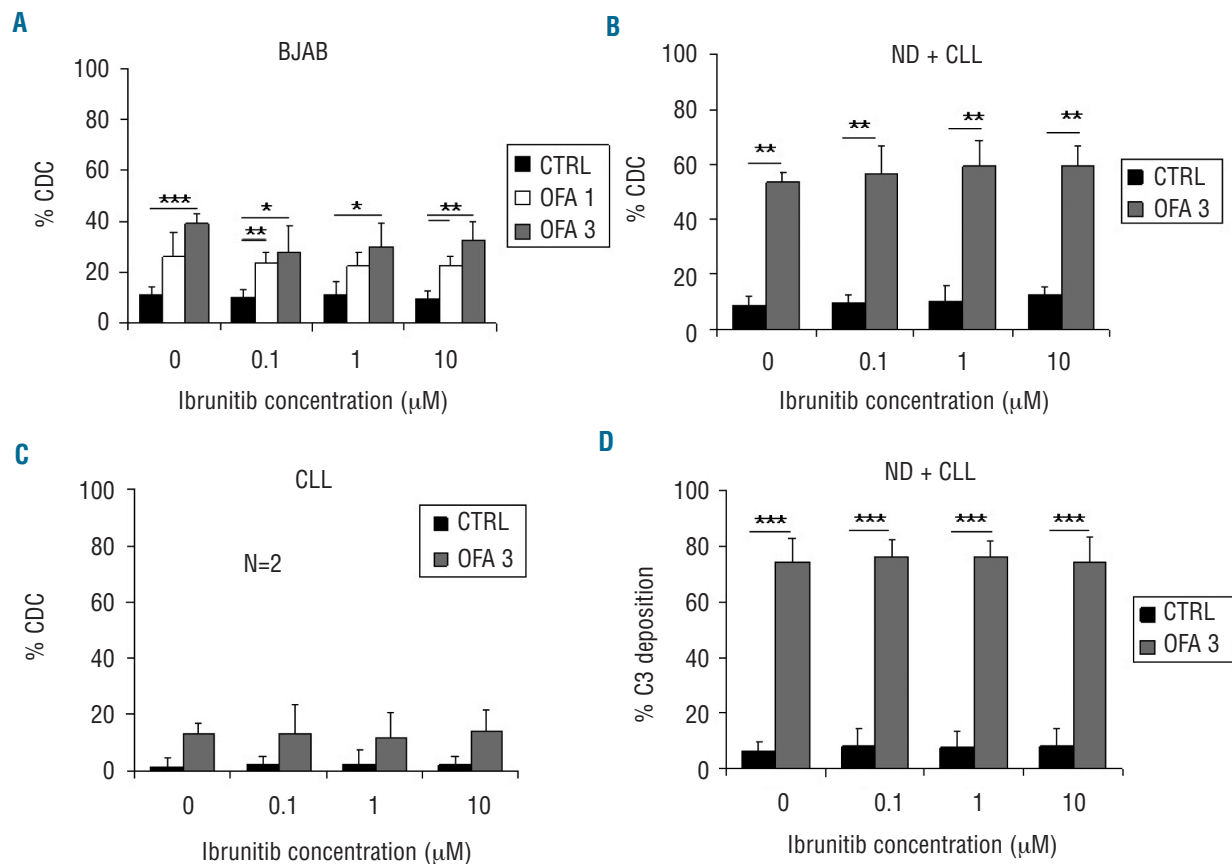 A
BJAB
% CDC
100
80
60
40
20
0
***
*
**
*
**
CTRL
OFA 1
OFA 3
0 0.1 1 10
Ibrunitib concentration (μM)
B
ND + CLL
% CDC
100
80
60
40
20
0
** ** ** **
CTRL
OFA 3
0 0.1 1 10
Ibrunitib concentration (μM)
C
CLL
N=2
% CDC
100
80
60
40
20
0
CTRL
OFA 3
0 0.1 1 10
Ibrunitib concentration (μM)
D
ND + CLL
% C3 deposition
100
80
60
40
20
0
*** *** *** ***
CTRL
OFA 3
0 0.1 1 10
Ibrunitib concentration (μM)